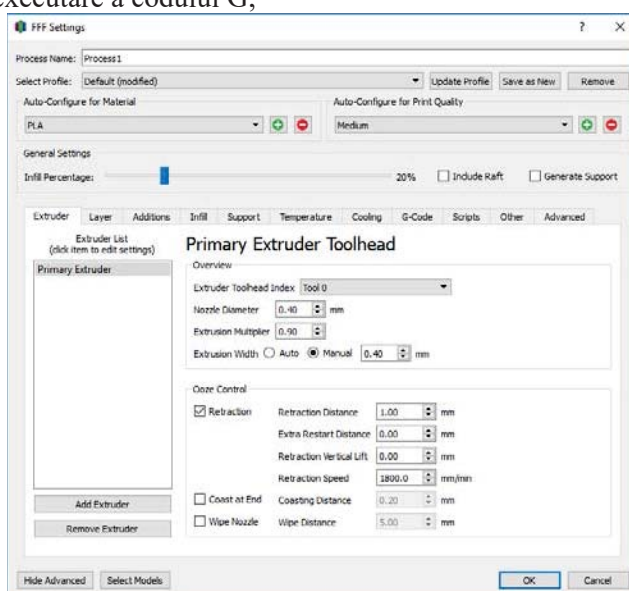 executare a codului G;
FFF Settings ? X
Process Name: Process1
Select Profile: Default (modified) Update Profile Save as New Remove
Auto-Configure for Material Auto-Configure for Print Quality
PLA Medium
General Settings
Infill Percentage: 20% Include Raft Generate Support
Extruder Layer Additions Infill Support Temperature Cooling G-Code Scripts Other Advanced
Extruder List
(click item to edit settings)
Primary Extruder
Primary Extruder Toolhead
Overview
Extruder Toolhead Index Tool 0
Nozzle Diameter 0.40 mm
Extrusion Multiplier 0.90
Extrusion Width Auto Manual 0.40 mm
Ooze Control
Retraction Retraction Distance 1.00 mm
Extra Restart Distance 0.00 mm
Retraction Vertical Lift 0.00 mm
Retraction Speed 1800.0 mm/min
Coast at End Coasting Distance 0.20 mm
Wipe Nozzle Wipe Distance 5.00 mm
Add Extruder
Remove Extruder
Hide Advanced Select Models OK Cancel